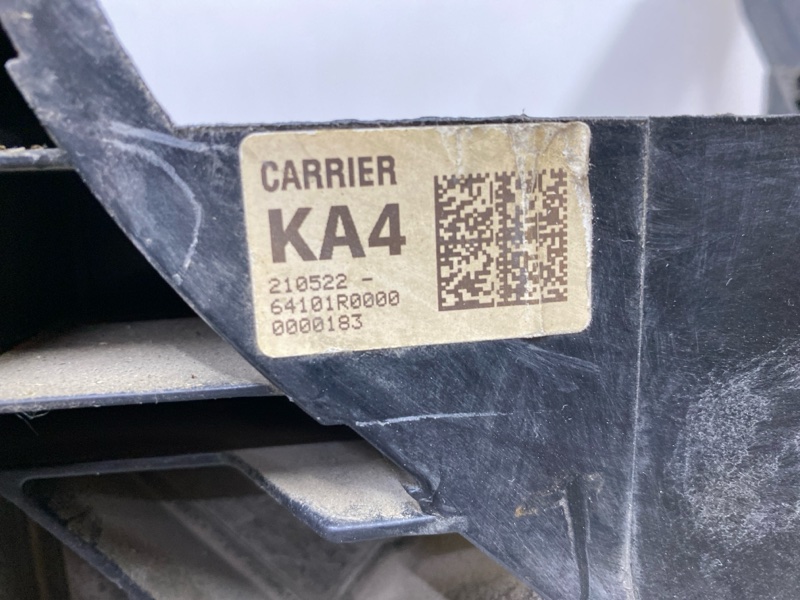 CARRIER
KA4
210522 -
64101R0000
0000183